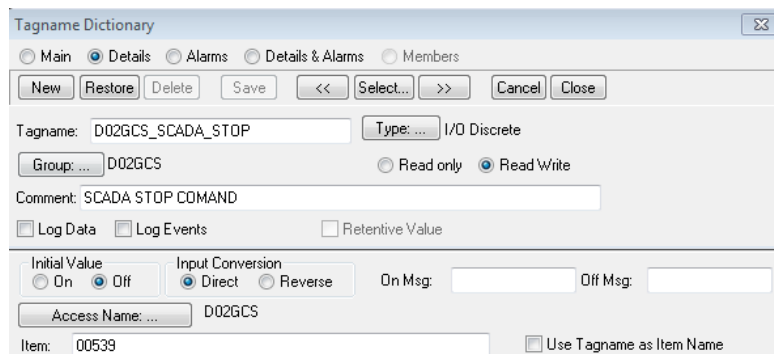 Tagname Dictionary
Main Details Alarms Details & Alarms Members
New Restore Delete Save << Select... >> Cancel Close
Tagname: D02GCS_SCADA_STOP Type: ... I/O Discrete
Group: ... D02GCS Read only Read Write
Comment: SCADA STOP COMAND
Log Data Log Events Retentive Value
Initial Value Input Conversion
On Off Direct Reverse On Msg: Off Msg:
Access Name: ... D02GCS
Item: 00539 Use Tagname as Item Name